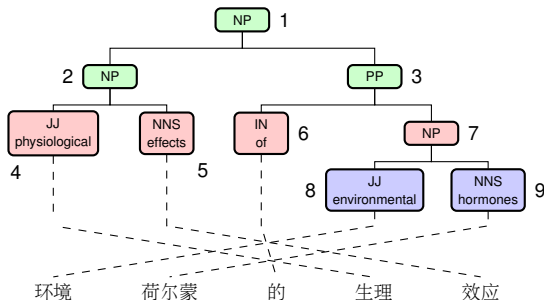 NP 1
2 NP
PP 3
JJ
physiological
4
NNS
effects
5
IN
of
6
NP 7
8 JJ
environmental
NNS
hormones
9
环境 荷尔蒙 的 生理 效应